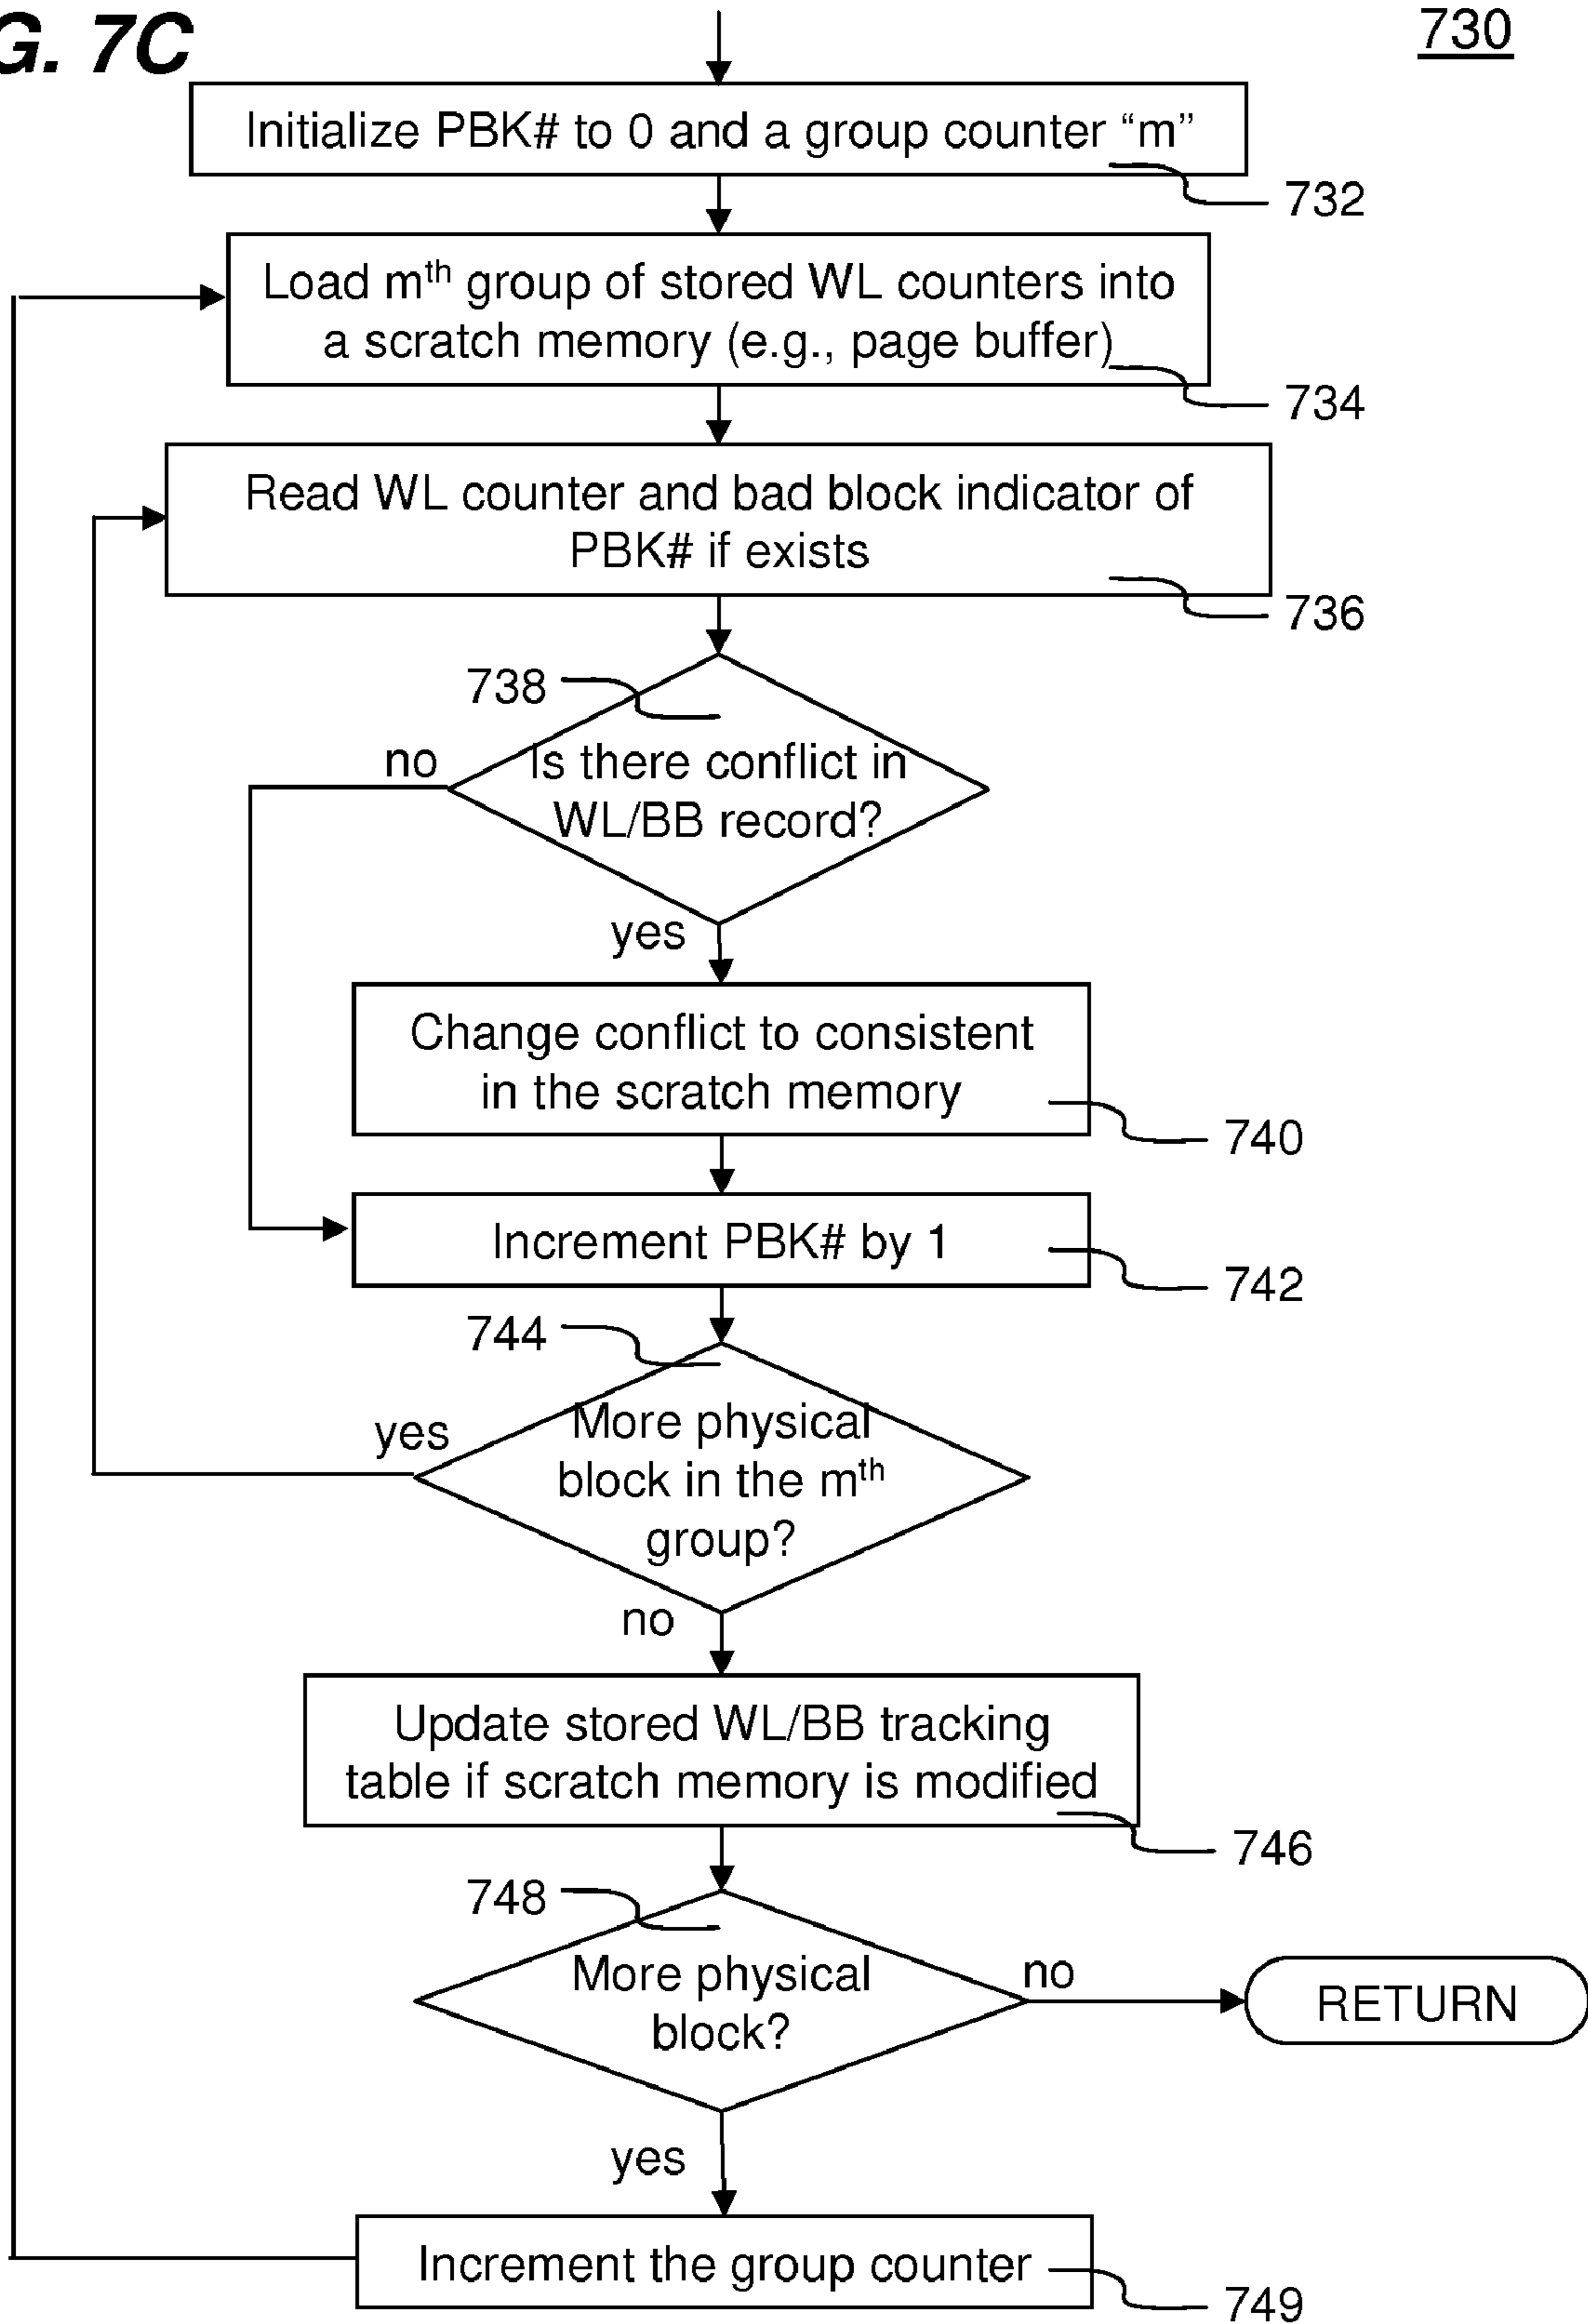 G. 7C
730
Initialize PBK# to 0 and a group counter “m”
732
Load mth group of stored WL counters into
a scratch memory (e.g., page buffer)
734
Read WL counter and bad block indicator of
PBK# if exists
736
738
no
Is there conflict in
WL/BB record?
yes
Change conflict to consistent
in the scratch memory
740
Increment PBK# by 1
742
744
yes
More physical
block in the mth
group?
no
Update stored WL/BB tracking
table if scratch memory is modified
746
748
More physical
block?
no
RETURN
yes
Increment the group counter
749